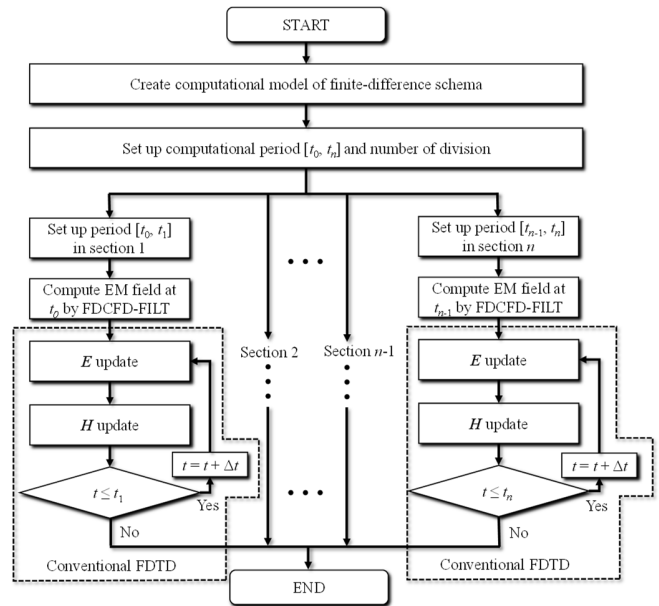 START
Create computational model of finite-difference schema
Set up computational period [t0, tn] and number of division
Set up period [t0, t1]
in section 1
Compute EM field at
t0 by FDCFD-FILT
E update
H update
t ≤ t1
t = t + Δt
Yes
No
Conventional FDTD
Section 2
Section n-1
Set up period [tn-1, tn]
in section n
Compute EM field at
tn-1 by FDCFD-FILT
E update
H update
t ≤ tn
t = t + Δt
Yes
No
Conventional FDTD
END